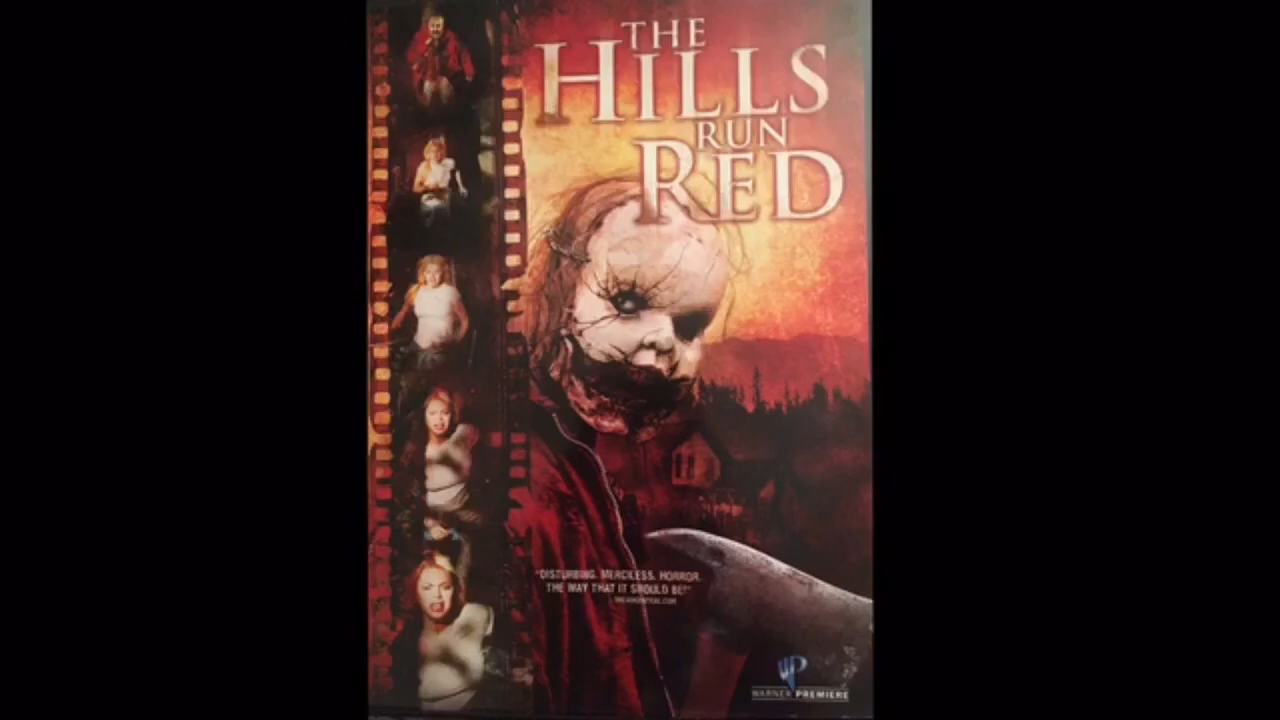 THE
HILLS
RUN
RED
"DISTURBING. MERCILESS. HORROR.
THE WAY THAT IT SHOULD BE!"
WARNER PREMIERE